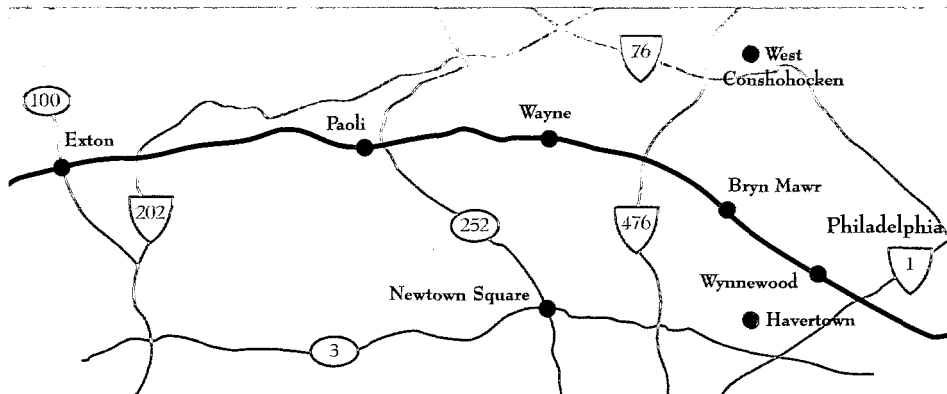 76
West
Conshohocken
100
Wayne
Paoli
Exton
Bryn Mawr
202
252
476
Philadelphia
1
Wynnewood
Newtown Square
Havertown
3